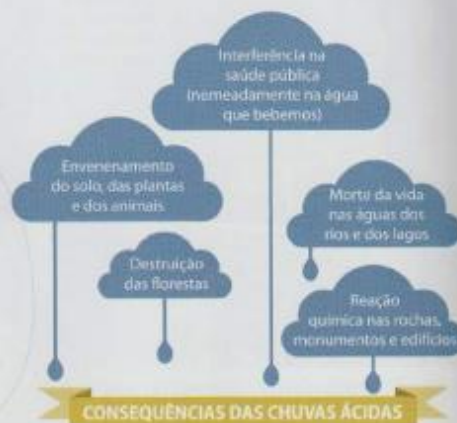 Interferência na
saúde pública
(nemeadamente na água
que bebemos)
Envenenamento
do solo, das plantas
e dos animais
Morte da vida
nas águas dos
rios e dos lagos
Destruição
das florestas
Reação
química nas rochas,
monumentos e edifícios
CONSEQUÊNCIAS DAS CHUVAS ÁCIDAS